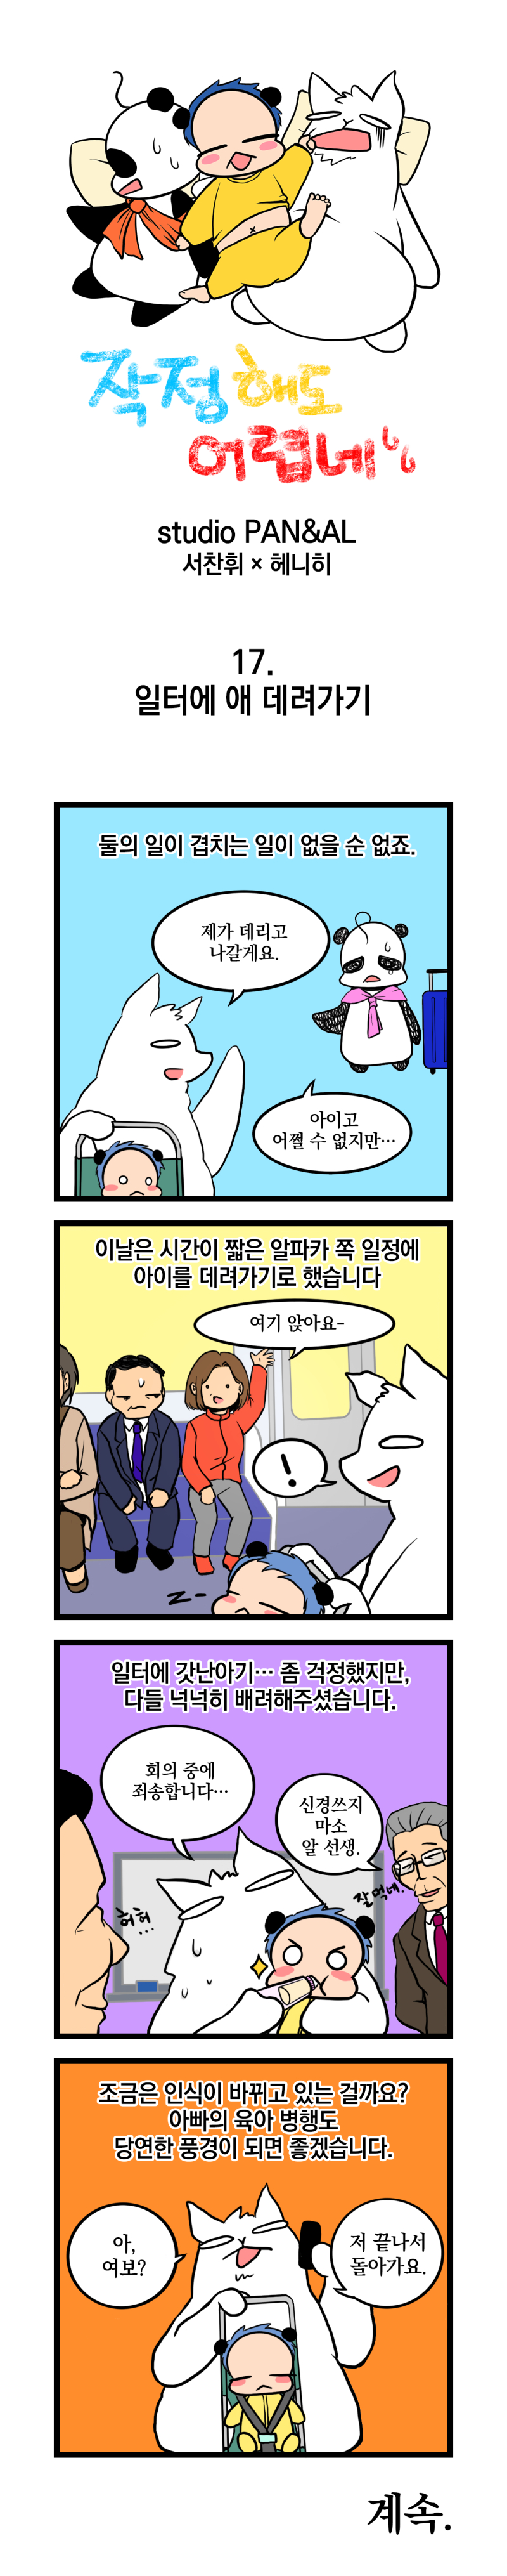 작정해도
어렵네
studio PAN&AL
서찬휘 × 헤니히
17.
일터에 애 데려가기
둘의 일이 겹치는 일이 없을 순 없죠.
제가 데리고
나갈게요.
아이고
어쩔 수 없지만…
이날은 시간이 짧은 알파카 쪽 일정에
아이를 데려가기로 했습니다
여기 앉아요-
!
z-
일터에 갓난아기… 좀 걱정했지만,
다들 넉넉히 배려해주셨습니다.
회의 중에
죄송합니다…
신경쓰지
마소
알 선생.
잘먹네.
허허
...
조금은 인식이 바뀌고 있는 걸까요?
아빠의 육아 병행도
당연한 풍경이 되면 좋겠습니다.
아,
여보?
저 끝나서
돌아가요.
계속.